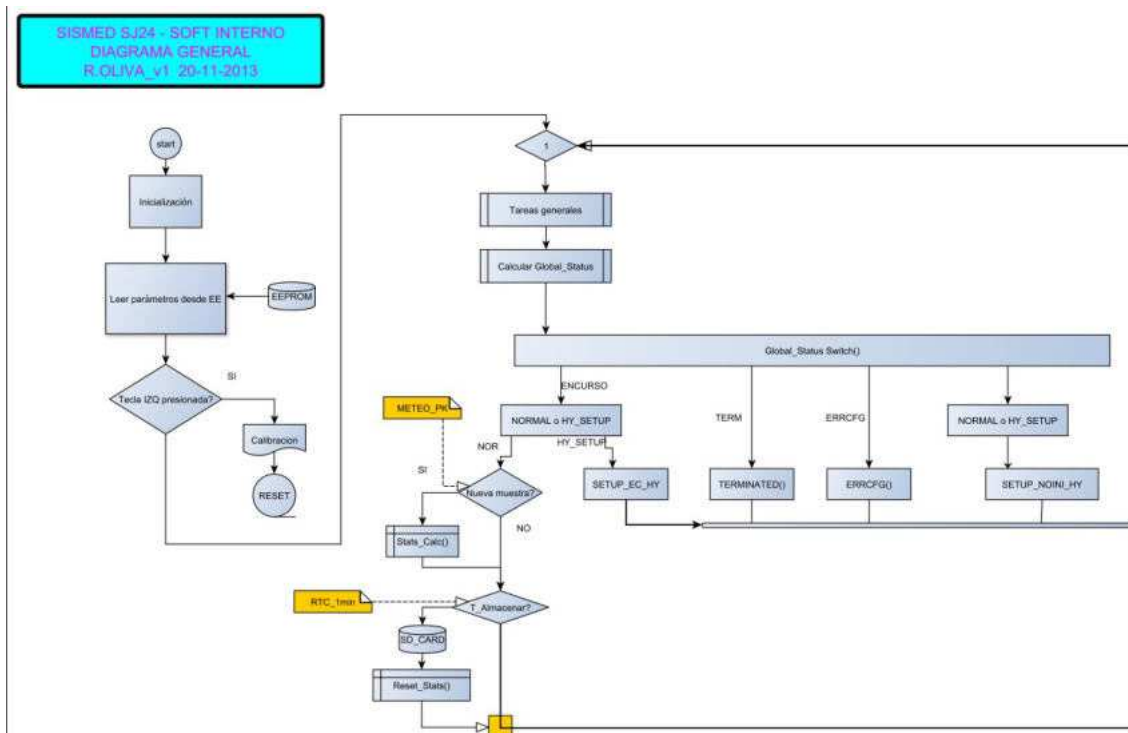 SISMED SJ24 - SOFT INTERNO
DIAGRAMA GENERAL
R.OLIVA_v1 20-11-2013
start
Inicialización
Leer parámetros desde EE
EEPROM
Tecla IZQ presionada?
SI
Calibracion
RESET
1
Tareas generales
Calcular Global_Status
Global_Status Switch()
ENCURSO
TERM
ERRCFG
METEO_PK
NORMAL o HY_SETUP
NORMAL o HY_SETUP
NOR
HY_SETUP
SI
Nueva muestra?
SETUP_EC_HY
TERMINATED()
ERRCFG()
SETUP_NOINI_HY
NO
Stats_Calc()
RTC_1min
T_Almacenar?
SD_CARD
Reset_Stats()